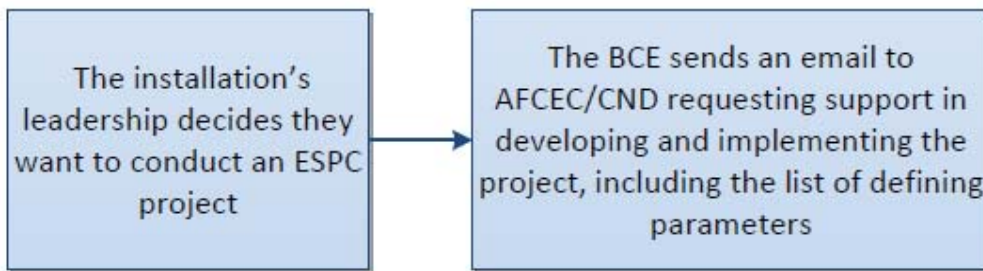 The installation's
leadership decides they
want to conduct an ESPC
project
The BCE sends an email to
AFCEC/CND requesting support in
developing and implementing the
project, including the list of defining
parameters